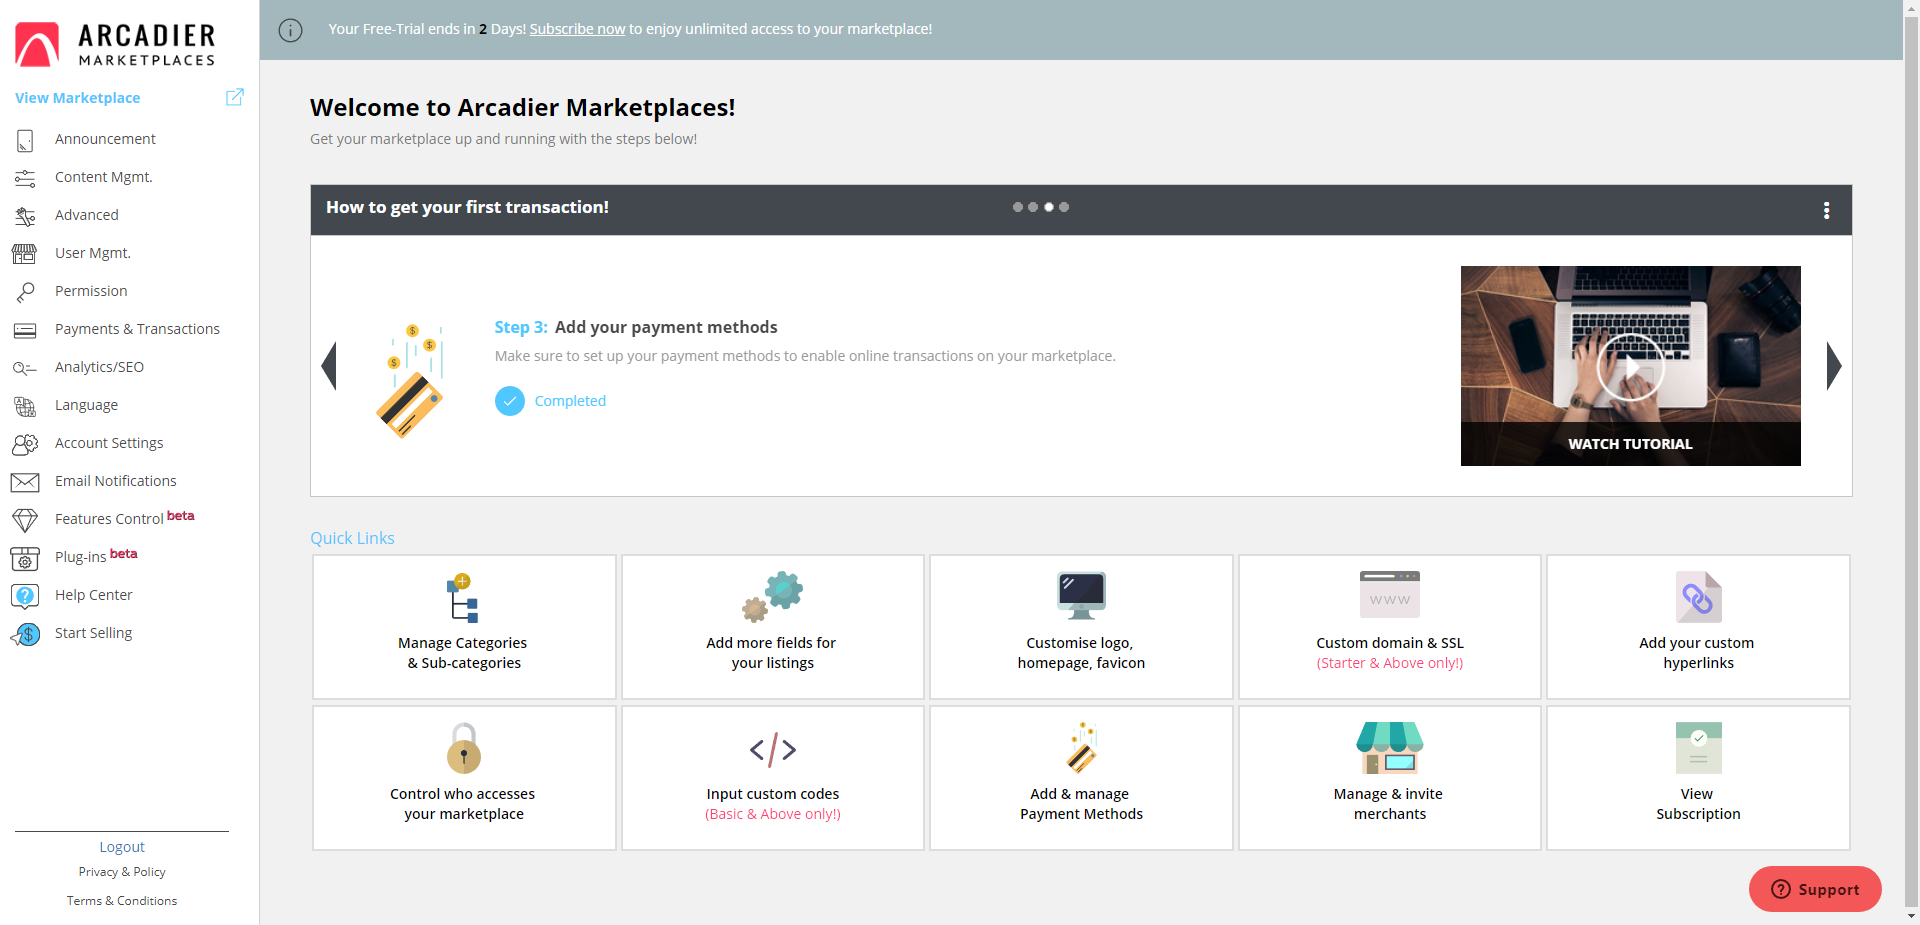 ARCADIER
MARKETPLACES
View Marketplace
Announcement
Content Mgmt.
Advanced
User Mgmt.
Permission
Payments & Transactions
Analytics/SEO
Language
Account Settings
Email Notifications
Features Control beta
Plug-ins beta
Help Center
Start Selling
Logout
Privacy & Policy
Terms & Conditions
Your Free-Trial ends in 2 Days! Subscribe now to enjoy unlimited access to your marketplace!
Welcome to Arcadier Marketplaces!
Get your marketplace up and running with the steps below!
How to get your first transaction!
Step 3: Add your payment methods
Make sure to set up your payment methods to enable online transactions on your marketplace.
Completed
WATCH TUTORIAL
Quick Links
Manage Categories
& Sub-categories
Add more fields for
your listings
Customise logo,
homepage, favicon
WWW
Custom domain & SSL
(Starter & Above only!)
Add your custom
hyperlinks
Control who accesses
your marketplace
Input custom codes
(Basic & Above only!)
Add & manage
Payment Methods
Manage & invite
merchants
View
Subscription
Support